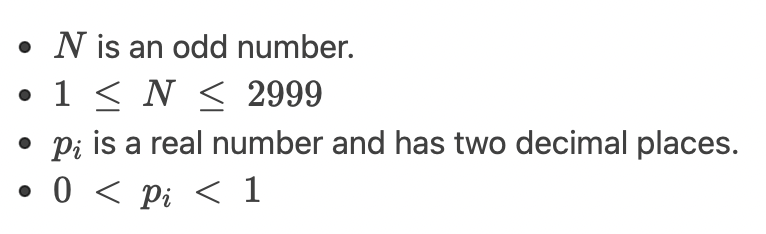 • N is an odd number.
• 1 ≤ N ≤ 2999
• pᵢ is a real number and has two decimal places.
• 0 < pᵢ < 1